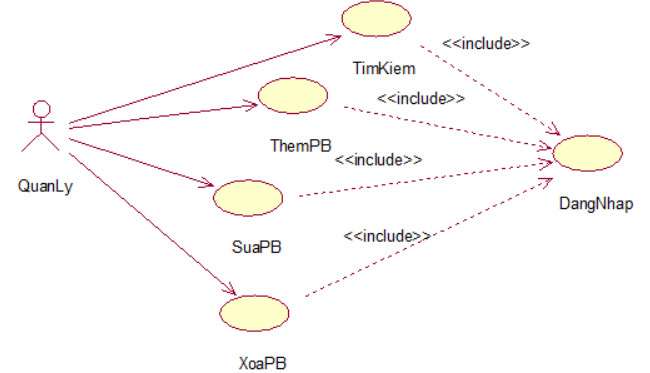 <<include>>
TimKiem
<<include>>
ThemPB
<<include>>
QuanLy
DangNhap
SuaPB
<<include>>
XoaPB